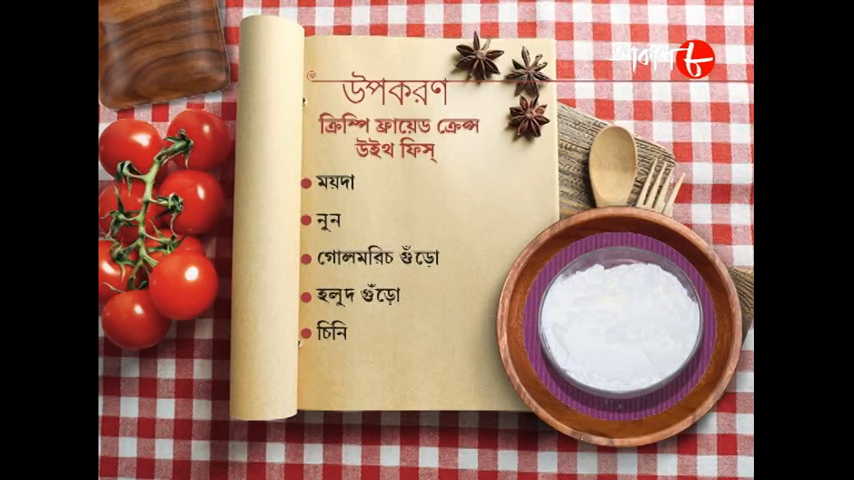 আকাশ ৮
উপকরণ
ক্রিস্পি ফ্রায়েড ক্রেপ্স
উইথ ফিস্
ময়দা
নুন
গোলমরিচ গুঁড়ো
হলুদ গুঁড়ো
চিনি